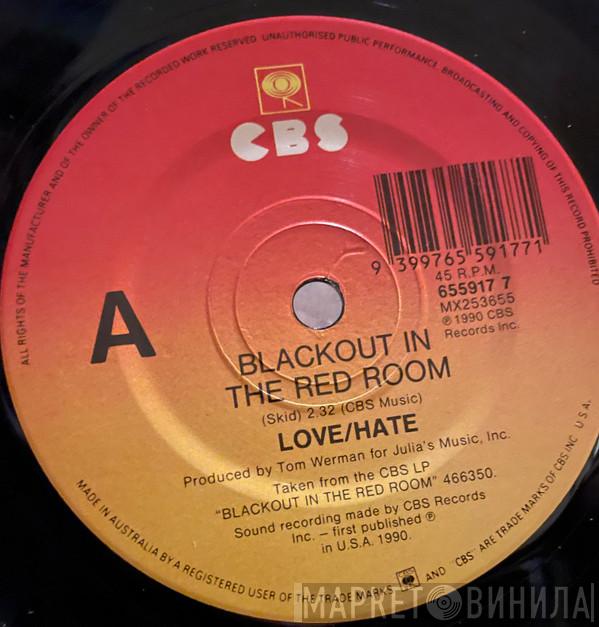 ALL RIGHTS OF THE MANUFACTURER AND OF THE OWNER OF THE RECORDED WORK RESERVED. UNAUTHORISED PUBLIC PERFORMANCE, BROADCASTING AND COPYING OF THIS RECORD PROHIBITED
CBS
9 399765 591771
45 R.P.M.
655917 7
MX253655
℗ 1990 CBS
Records Inc.
A
BLACKOUT IN
THE RED ROOM
(Skid) 2.32 (CBS Music)
LOVE/HATE
Produced by Tom Werman for Julia's Music, Inc.
Taken from the CBS LP
"BLACKOUT IN THE RED ROOM" 466350.
Sound recording made by CBS Records
Inc. – first published ℗
in U.S.A. 1990.
MADE IN AUSTRALIA BY A REGISTERED USER OF THE TRADE MARKS AND "CBS" ARE TRADE MARKS OF CBS INC U.S.A.
МАРКЕТ ВИНИЛА